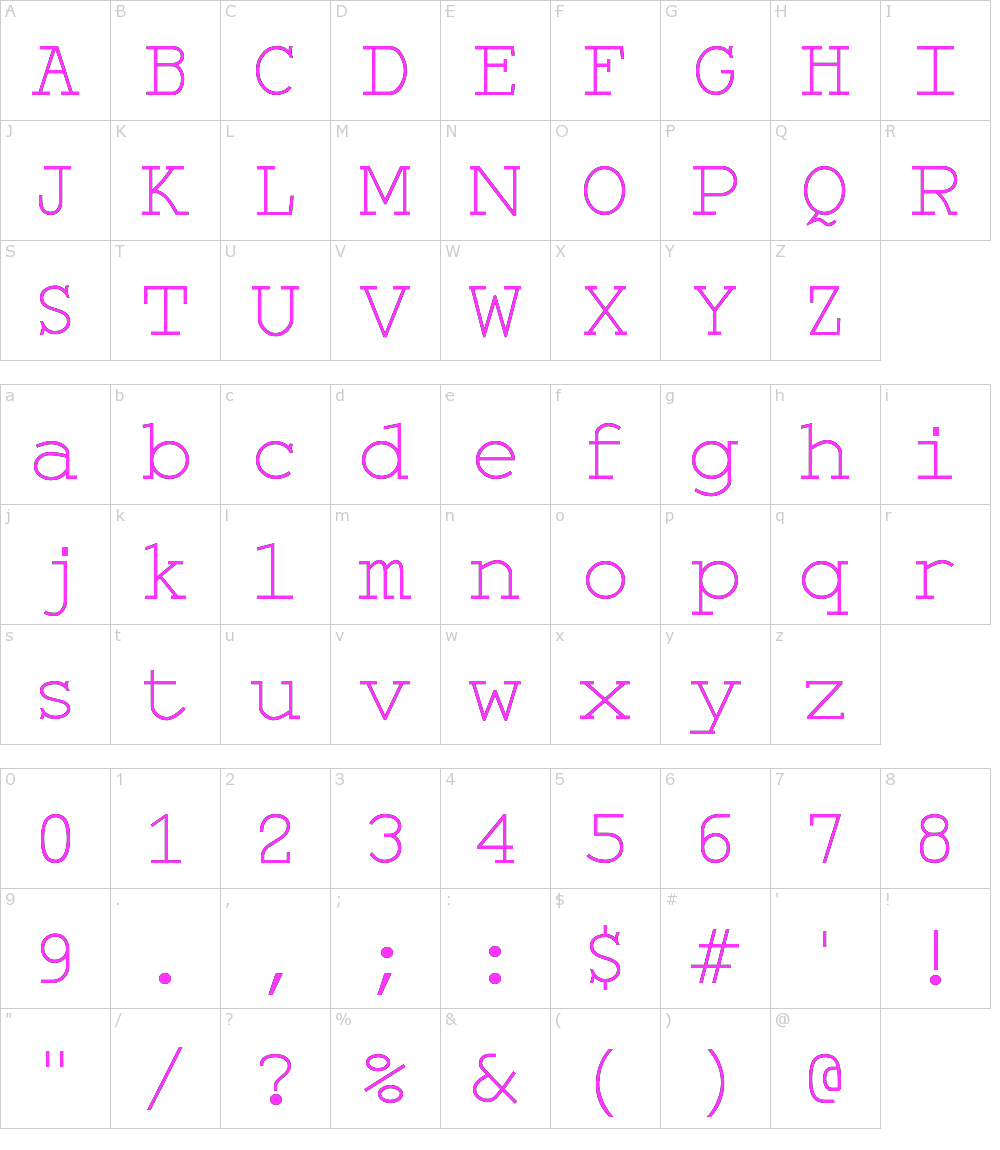 A B C D E F G H I
A B C D E F G H I
J K L M N O P Q R
J K L M N O P Q R
S T U V W X Y Z
S T U V W X Y Z
a b c d e f g h i
a b c d e f g h i
j k l m n o p q r
j k l m n o p q r
s t u v w x y z
s t u v w x y z
0 1 2 3 4 5 6 7 8
0 1 2 3 4 5 6 7 8
9 . , ; : $ # ' !
9 . , ; : $ # ' !
" / ? % & ( ) @
" / ? % & ( ) @